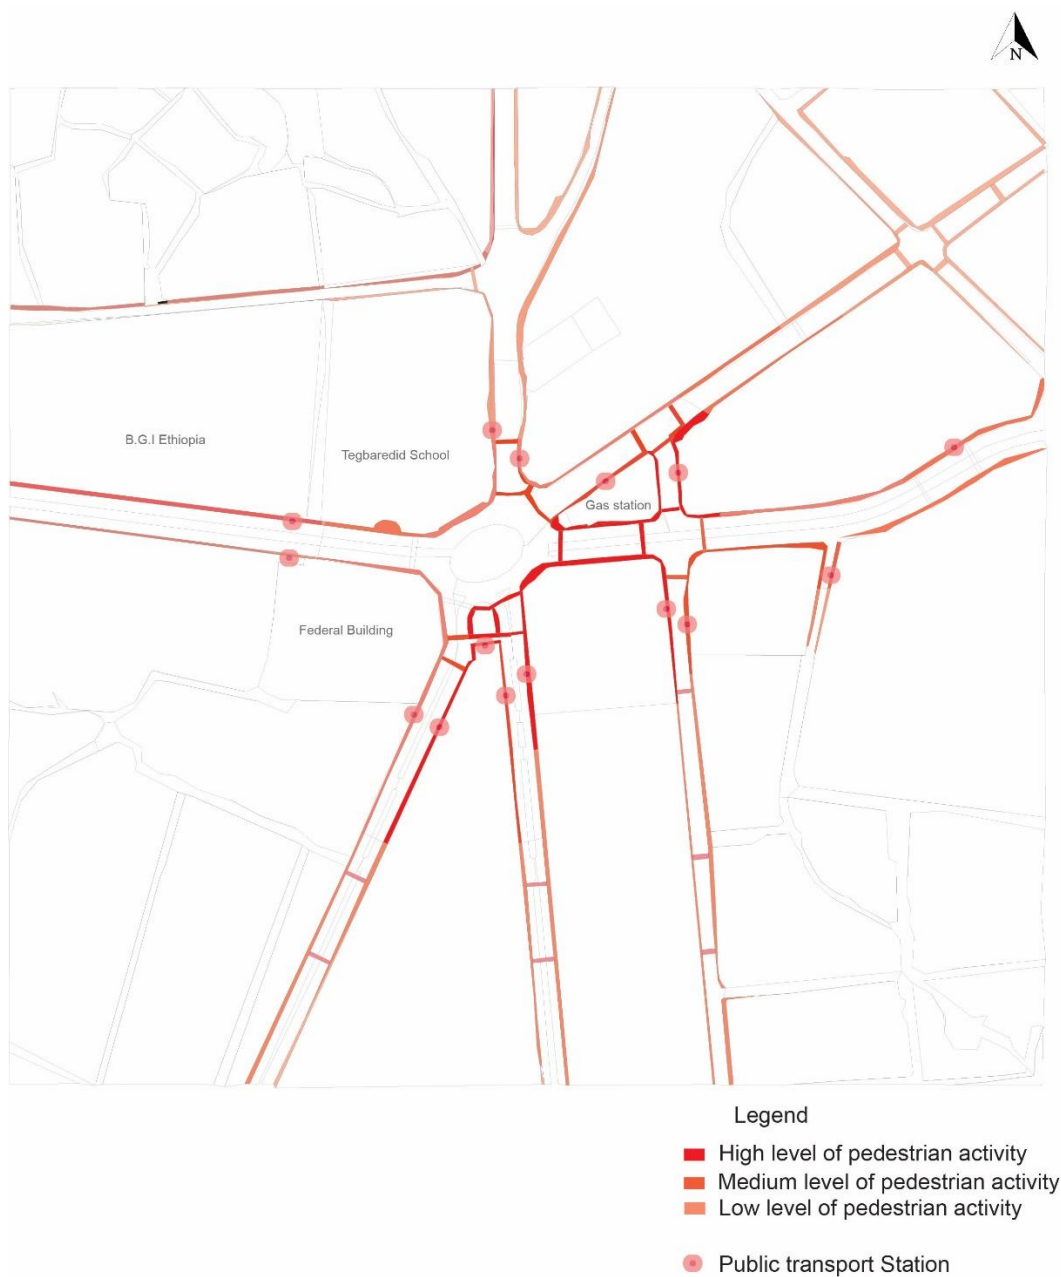 N
B.G.I Ethiopia
Tegbaredid School
Gas station
Federal Building
Legend
High level of pedestrian activity
Medium level of pedestrian activity
Low level of pedestrian activity
Public transport Station